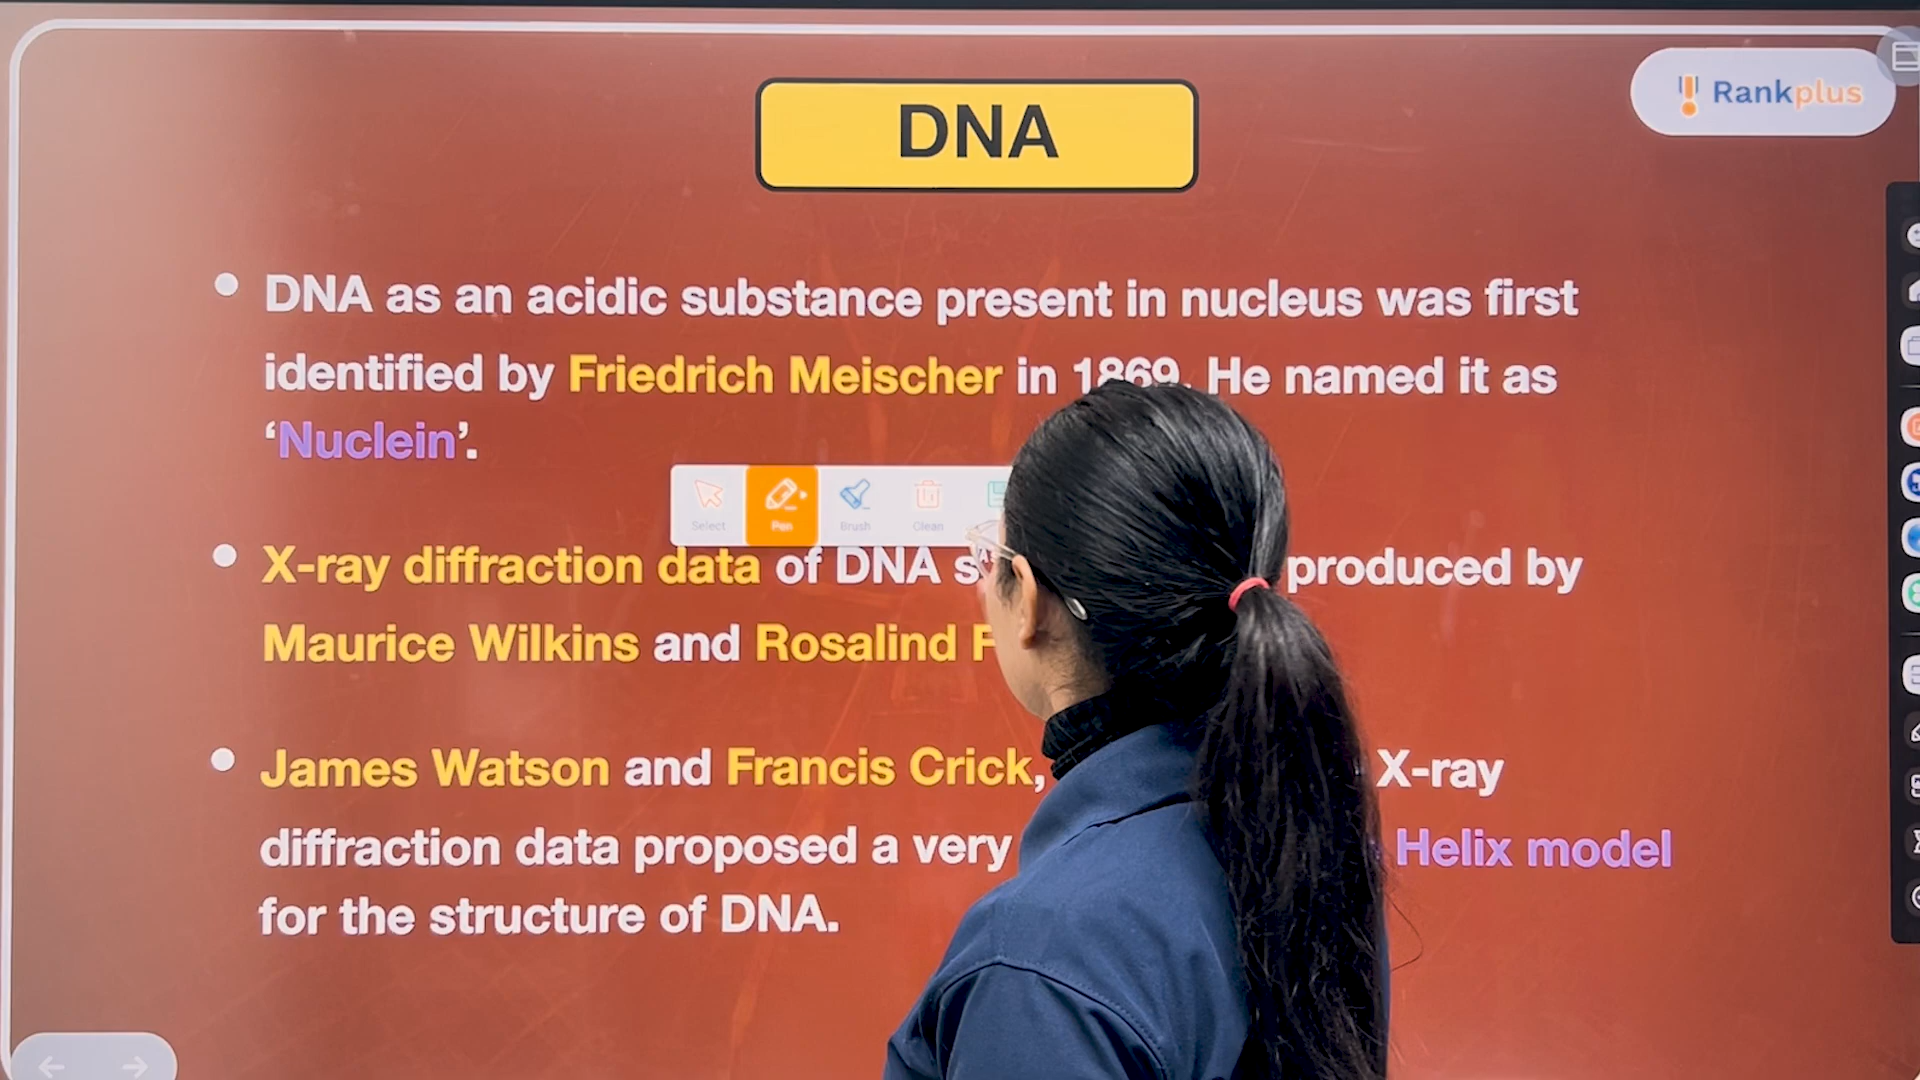 DNA
Rankplus
DNA as an acidic substance present in nucleus was first
identified by Friedrich Meischer in 1869. He named it as
‘Nuclein’.
Select Pen Brush Clean
X-ray diffraction data of DNA produced by
Maurice Wilkins and Rosalind
James Watson and Francis Crick, X-ray
diffraction data proposed a very Helix model
for the structure of DNA.